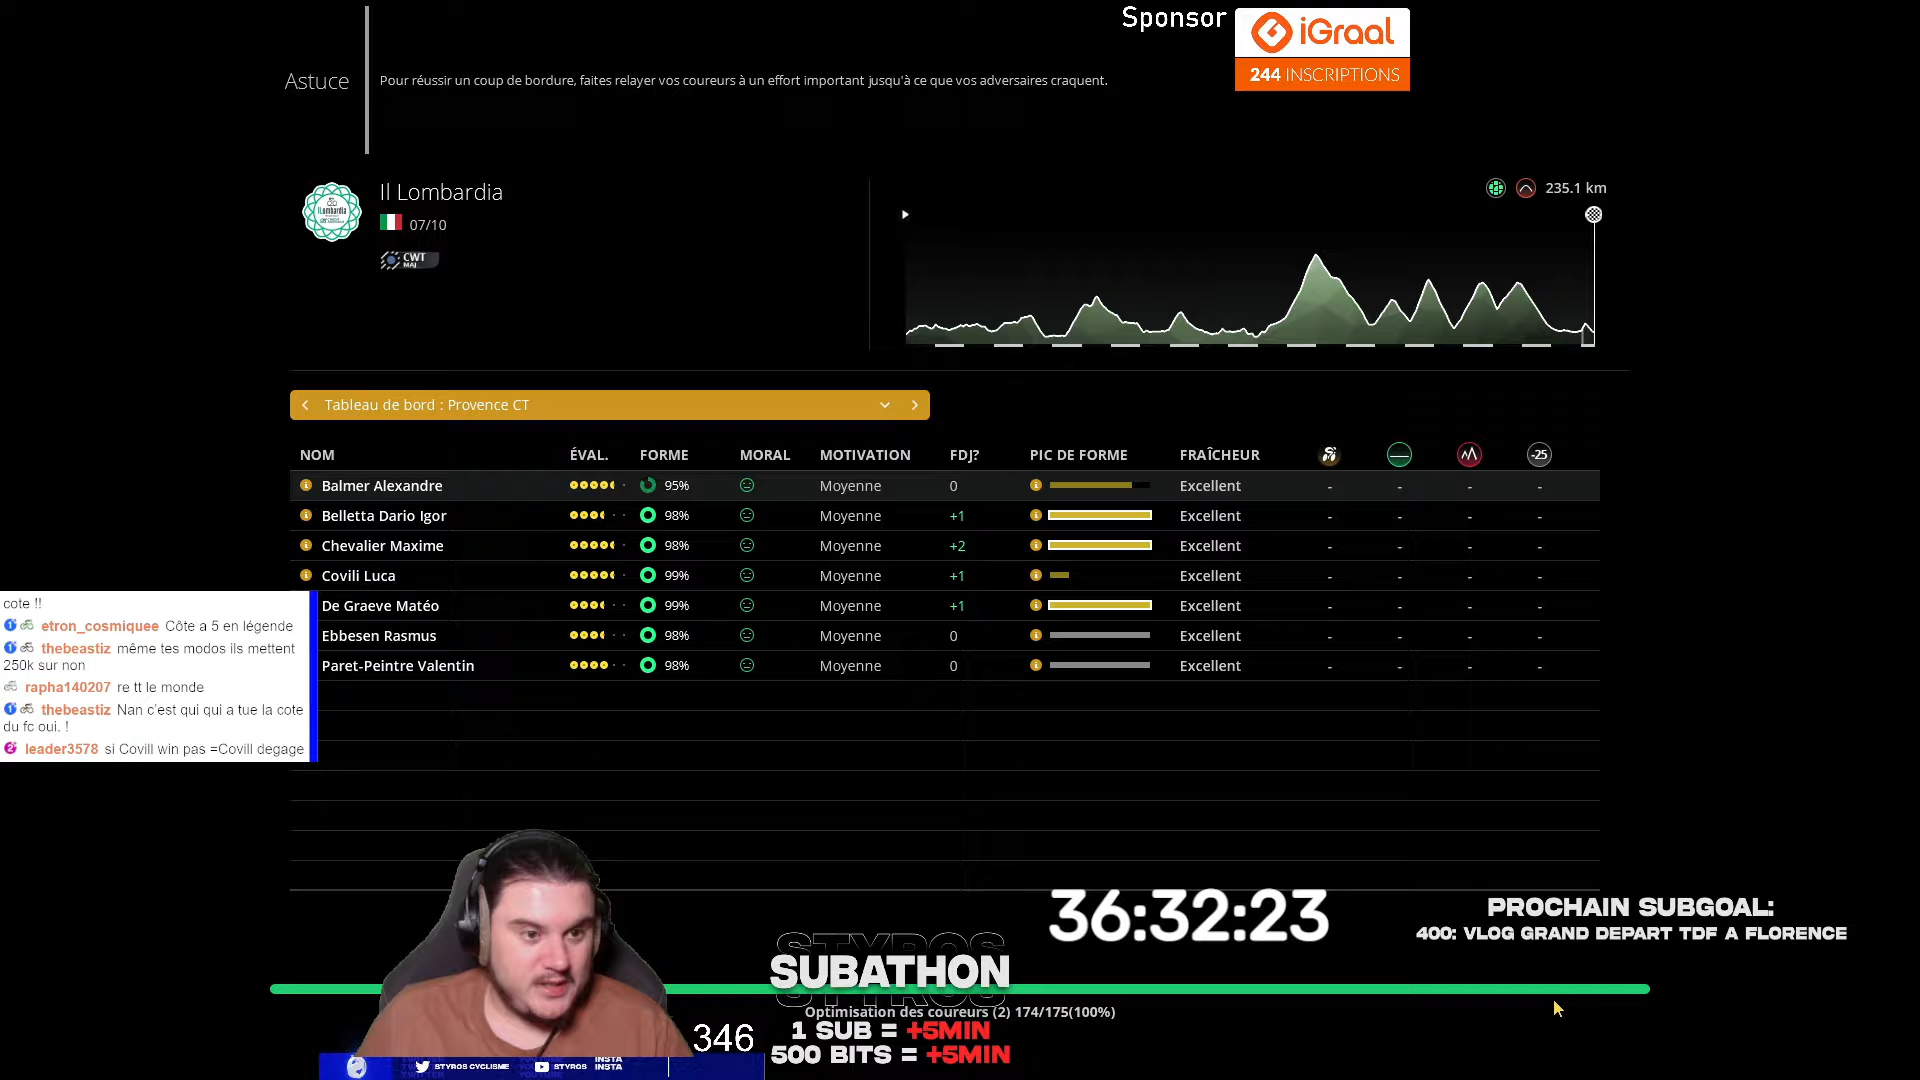 Sponsor
iGraal
244 INSCRIPTIONS
Astuce
Pour réussir un coup de bordure, faites relayer vos coureurs à un effort important jusqu'à ce que vos adversaires craquent.
Il Lombardia
07/10
CWT
MAJ
235.1 km
Tableau de bord : Provence CT
NOM ÉVAL. FORME MORAL MOTIVATION FDJ? PIC DE FORME FRAÎCHEUR -25
Balmer Alexandre 95% Moyenne 0 Excellent - - - -
Belletta Dario Igor 98% Moyenne +1 Excellent - - - -
Chevalier Maxime 98% Moyenne +2 Excellent - - - -
Covili Luca 99% Moyenne +1 Excellent - - - -
De Graeve Matéo 99% Moyenne +1 Excellent - - - -
Ebbesen Rasmus 98% Moyenne 0 Excellent - - - -
Paret-Peintre Valentin 98% Moyenne 0 Excellent - - - -
cote !!
etron_cosmiquee Côte a 5 en légende
thebeastiz même tes modos ils mettent
250k sur non
rapha140207 re tt le monde
thebeastiz Nan c'est qui qui a tue la cote
du fc oui. !
leader3578 si Covill win pas =Covill degage
36:32:23
PROCHAIN SUBGOAL:
400: VLOG GRAND DEPART TDF A FLORENCE
STYROS
SUBATHON
STYROS
Optimisation des coureurs (2) 174/175(100%)
346
1 SUB = +5MIN
500 BITS = +5MIN
STYROS CYCLISME
STYROS
INSTA
INSTA